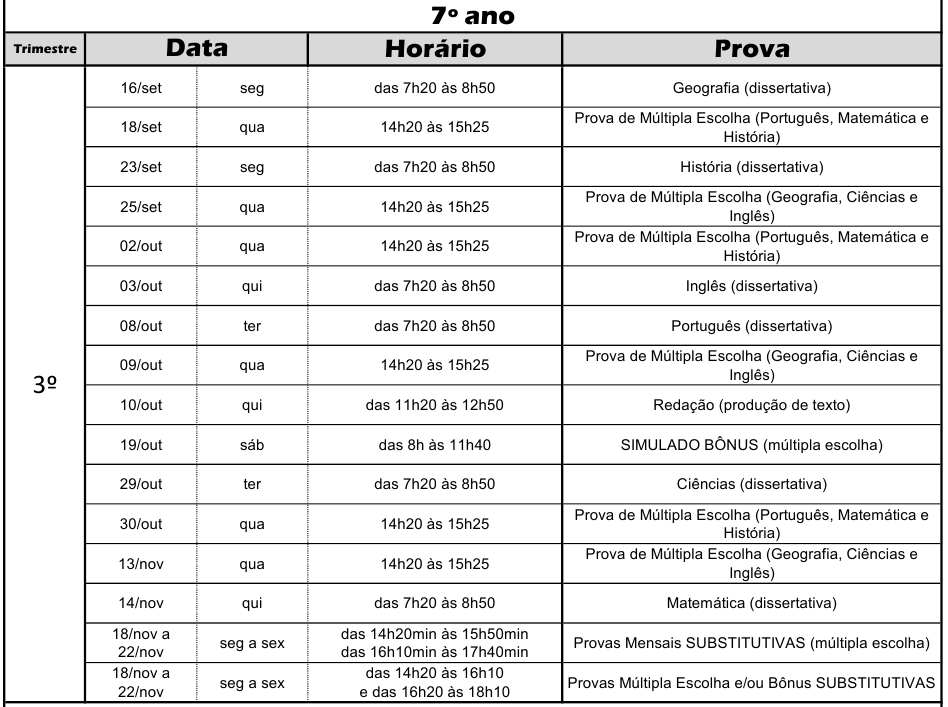 7º ano
Trimestre Data Horário Prova
3º
16/set seg das 7h20 às 8h50 Geografia (dissertativa)
18/set qua 14h20 às 15h25 Prova de Múltipla Escolha (Português, Matemática e
História)
23/set seg das 7h20 às 8h50 História (dissertativa)
25/set qua 14h20 às 15h25 Prova de Múltipla Escolha (Geografia, Ciências e
Inglês)
02/out qua 14h20 às 15h25 Prova de Múltipla Escolha (Português, Matemática e
História)
03/out qui das 7h20 às 8h50 Inglês (dissertativa)
08/out ter das 7h20 às 8h50 Português (dissertativa)
09/out qua 14h20 às 15h25 Prova de Múltipla Escolha (Geografia, Ciências e
Inglês)
10/out qui das 11h20 às 12h50 Redação (produção de texto)
19/out sáb das 8h às 11h40 SIMULADO BÔNUS (múltipla escolha)
29/out ter das 7h20 às 8h50 Ciências (dissertativa)
30/out qua 14h20 às 15h25 Prova de Múltipla Escolha (Português, Matemática e
História)
13/nov qua 14h20 às 15h25 Prova de Múltipla Escolha (Geografia, Ciências e
Inglês)
14/nov qui das 7h20 às 8h50 Matemática (dissertativa)
18/nov a
22/nov
seg a sex
das 14h20min às 15h50min
das 16h10min às 17h40min
Provas Mensais SUBSTITUTIVAS (múltipla escolha)
18/nov a
22/nov
seg a sex
das 14h20 às 16h10
e das 16h20 às 18h10
Provas Múltipla Escolha e/ou Bônus SUBSTITUTIVAS